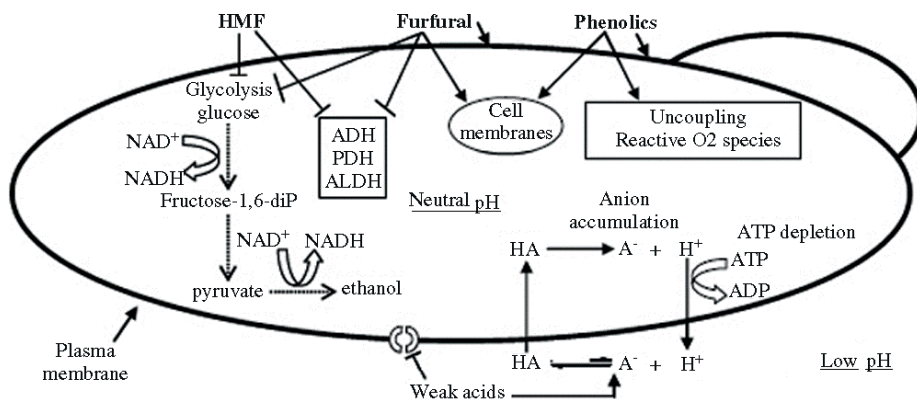 HMF
Furfural
Phenolics
Glycolysis
glucose
NAD+
NADH
Fructose-1,6-diP
NAD+
NADH
pyruvate
ethanol
ADH
PDH
ALDH
Cell
membranes
Uncoupling
Reactive O2 species
Neutral pH
Anion
accumulation
HA
A- + H+
ATP depletion
ATP
ADP
HA
A- + H+
Low pH
Plasma
membrane
Weak acids